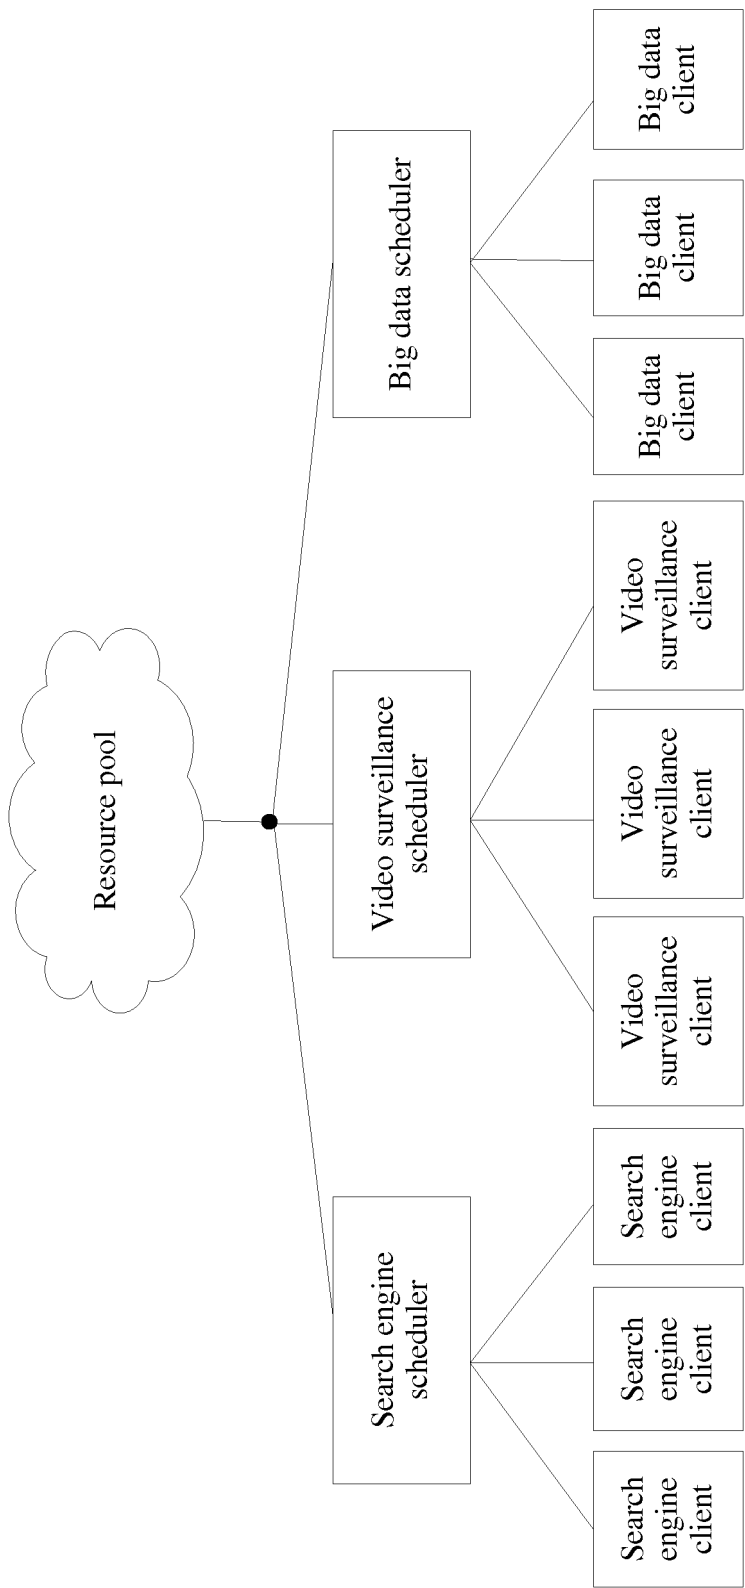 Resource pool
Search engine
scheduler
Video surveillance
scheduler
Big data scheduler
Search
engine
client
Search
engine
client
Search
engine
client
Video
surveillance
client
Video
surveillance
client
Video
surveillance
client
Big data
client
Big data
client
Big data
client